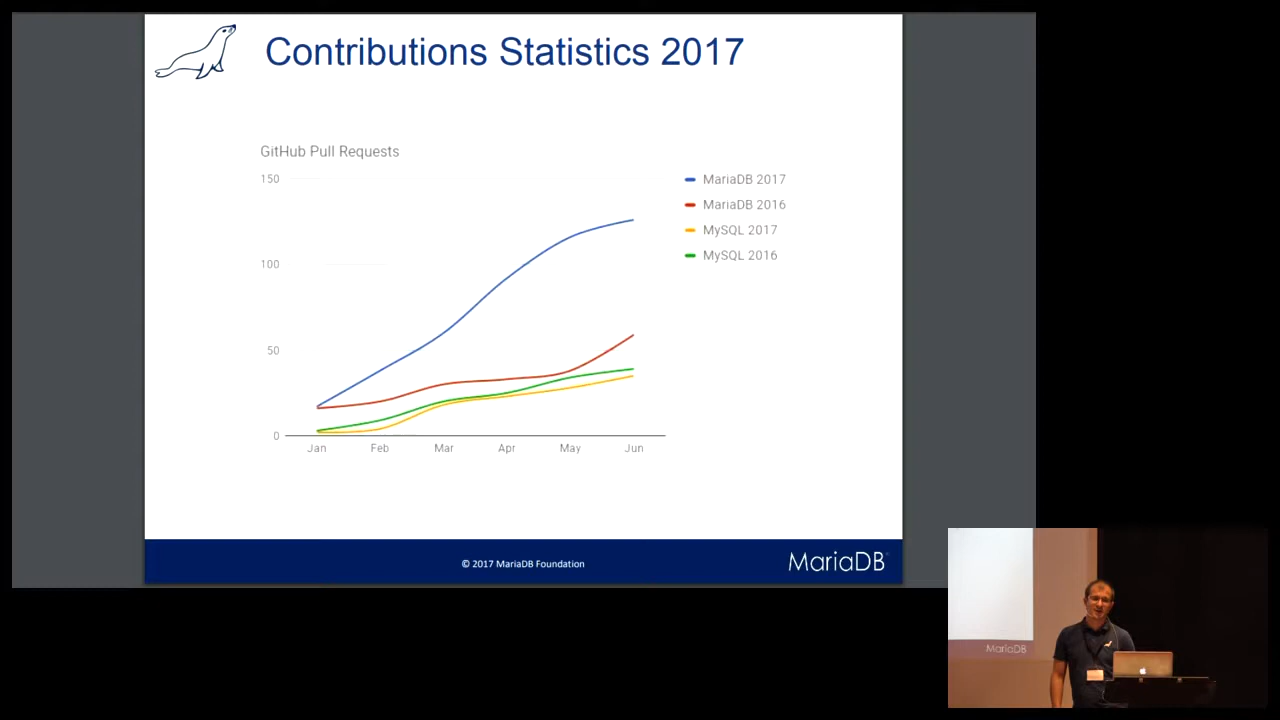 Contributions Statistics 2017
GitHub Pull Requests
150
100
50
0
Jan Feb Mar Apr May Jun
MariaDB 2017
MariaDB 2016
MySQL 2017
MySQL 2016
© 2017 MariaDB Foundation
MariaDB
MariaDB